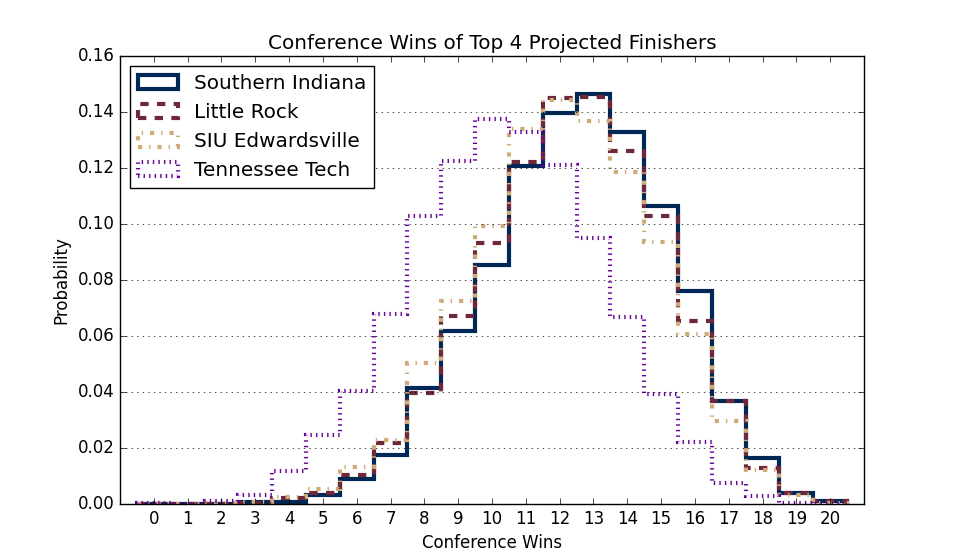 Conference Wins of Top 4 Projected Finishers
Southern Indiana
Little Rock
SIU Edwardsville
Tennessee Tech
Probability
0.16
0.14
0.12
0.10
0.08
0.06
0.04
0.02
0.00
0 1 2 3 4 5 6 7 8 9 10 11 12 13 14 15 16 17 18 19 20
Conference Wins